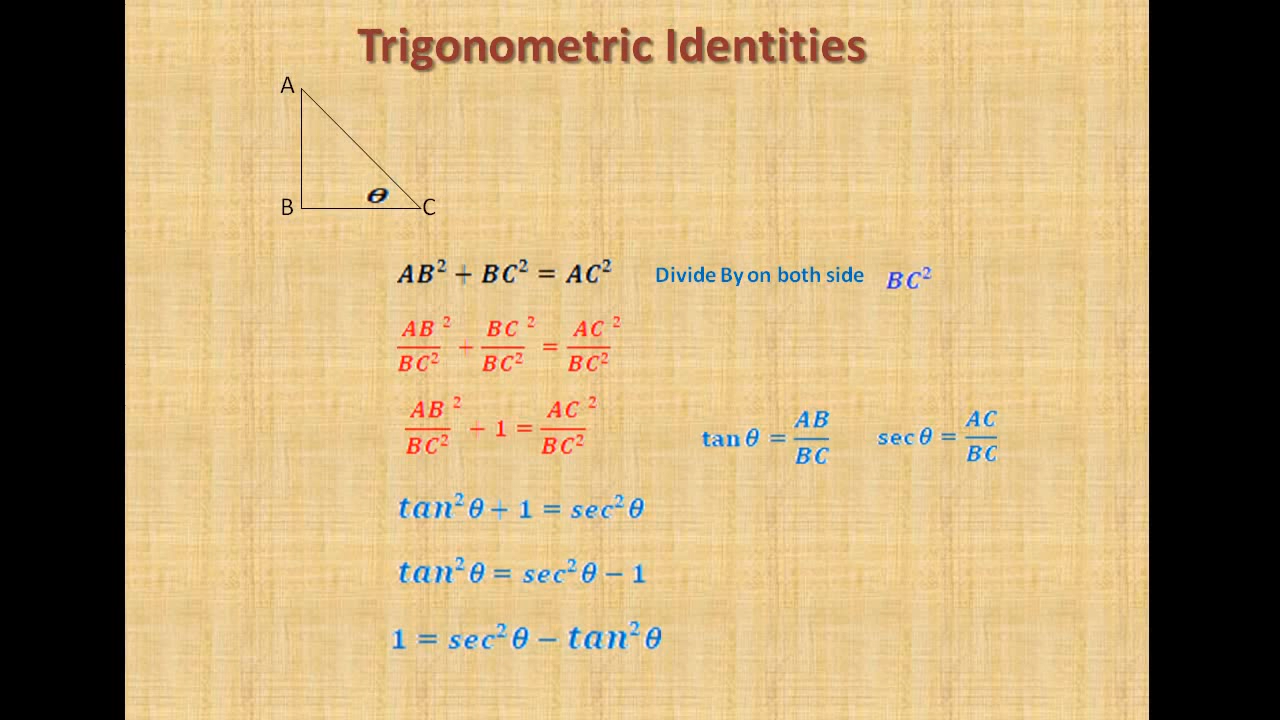 Trigonometric Identities
A
θ
B C
AB² + BC² = AC² Divide By on both side BC²
AB²/BC² + BC²/BC² = AC²/BC²
AB²/BC² + 1 = AC²/BC² tan θ = AB/BC sec θ = AC/BC
tan²θ + 1 = sec²θ
tan²θ = sec²θ − 1
1 = sec²θ − tan²θ